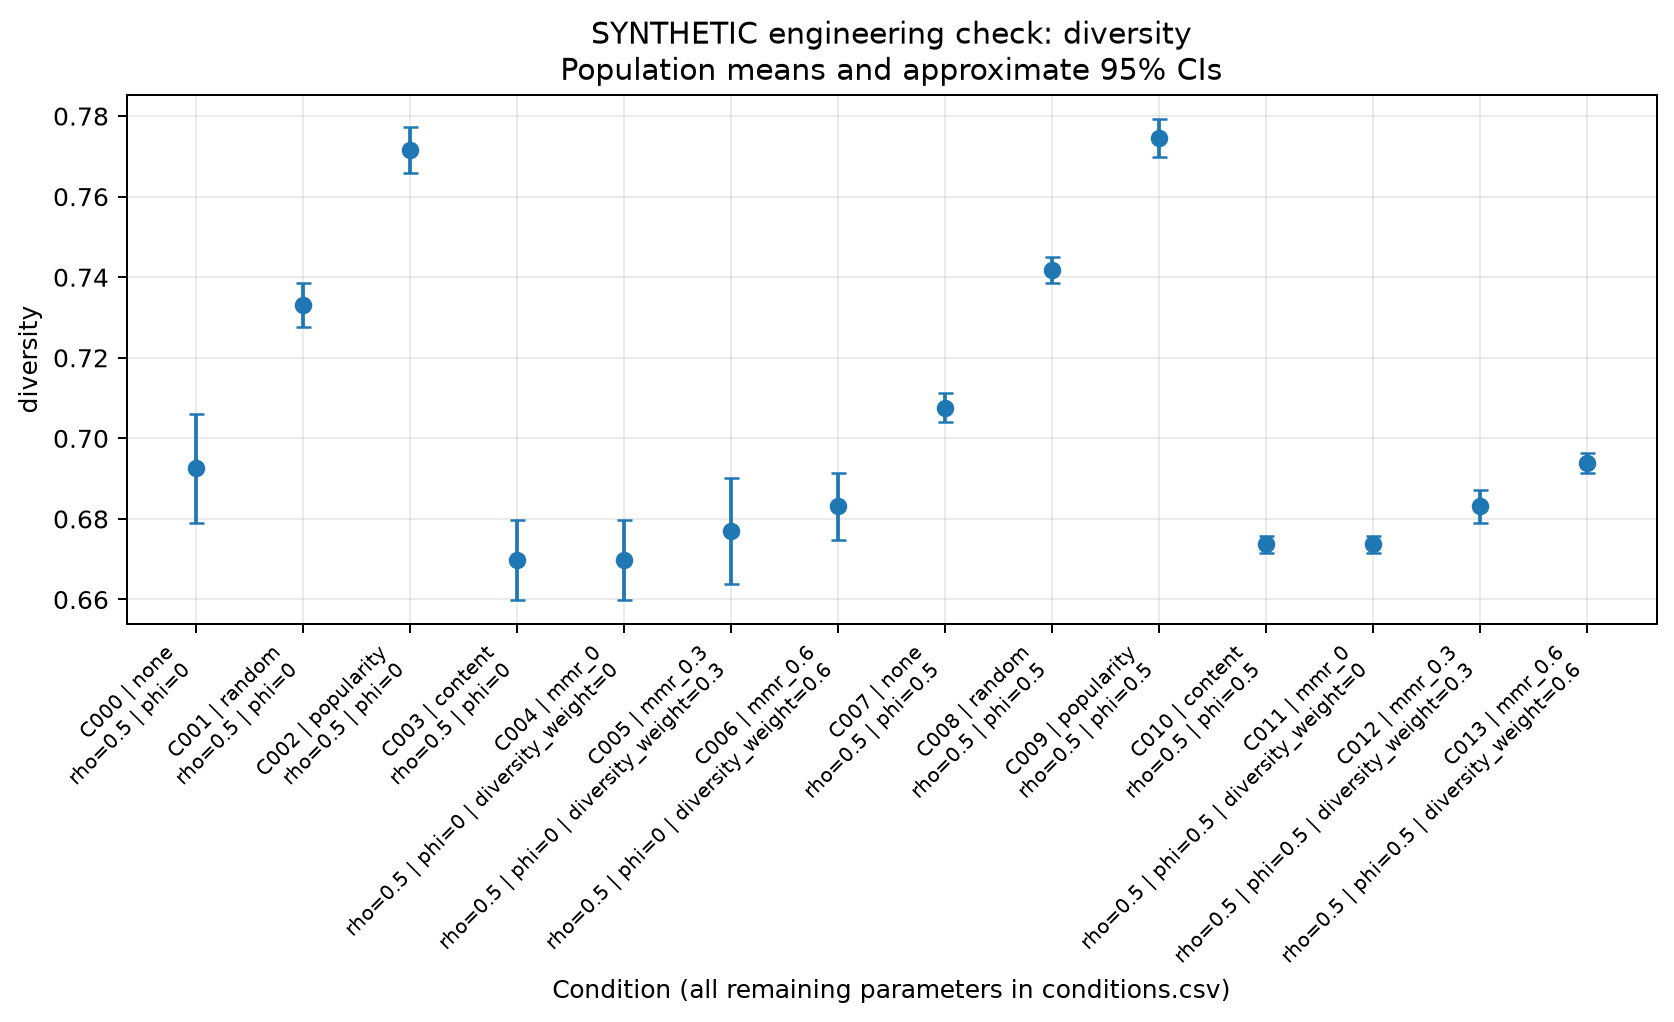 SYNTHETIC engineering check: diversity
Population means and approximate 95% CIs
diversity
0.78
0.76
0.74
0.72
0.70
0.68
0.66
C000 | none
rho=0.5 | phi=0
C001 | random
rho=0.5 | phi=0
C002 | popularity
rho=0.5 | phi=0
C003 | content
rho=0.5 | phi=0
C004 | mmr_0
rho=0.5 | phi=0 | diversity_weight=0
C005 | mmr_0.3
rho=0.5 | phi=0 | diversity_weight=0.3
C006 | mmr_0.6
rho=0.5 | phi=0 | diversity_weight=0.6
C007 | none
rho=0.5 | phi=0.5
C008 | random
rho=0.5 | phi=0.5
C009 | popularity
rho=0.5 | phi=0.5
C010 | content
rho=0.5 | phi=0.5
C011 | mmr_0
rho=0.5 | phi=0.5 | diversity_weight=0
C012 | mmr_0.3
rho=0.5 | phi=0.5 | diversity_weight=0.3
C013 | mmr_0.6
rho=0.5 | phi=0.5 | diversity_weight=0.6
Condition (all remaining parameters in conditions.csv)